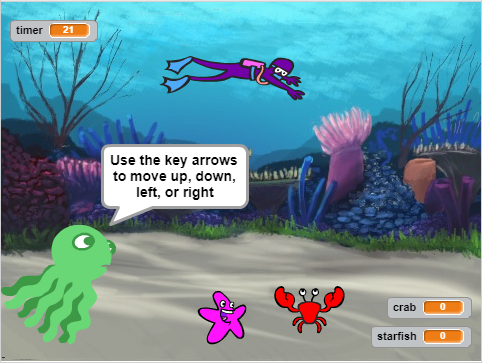 timer 21
Use the key arrows
to move up, down,
left, or right
crab 0
starfish 0